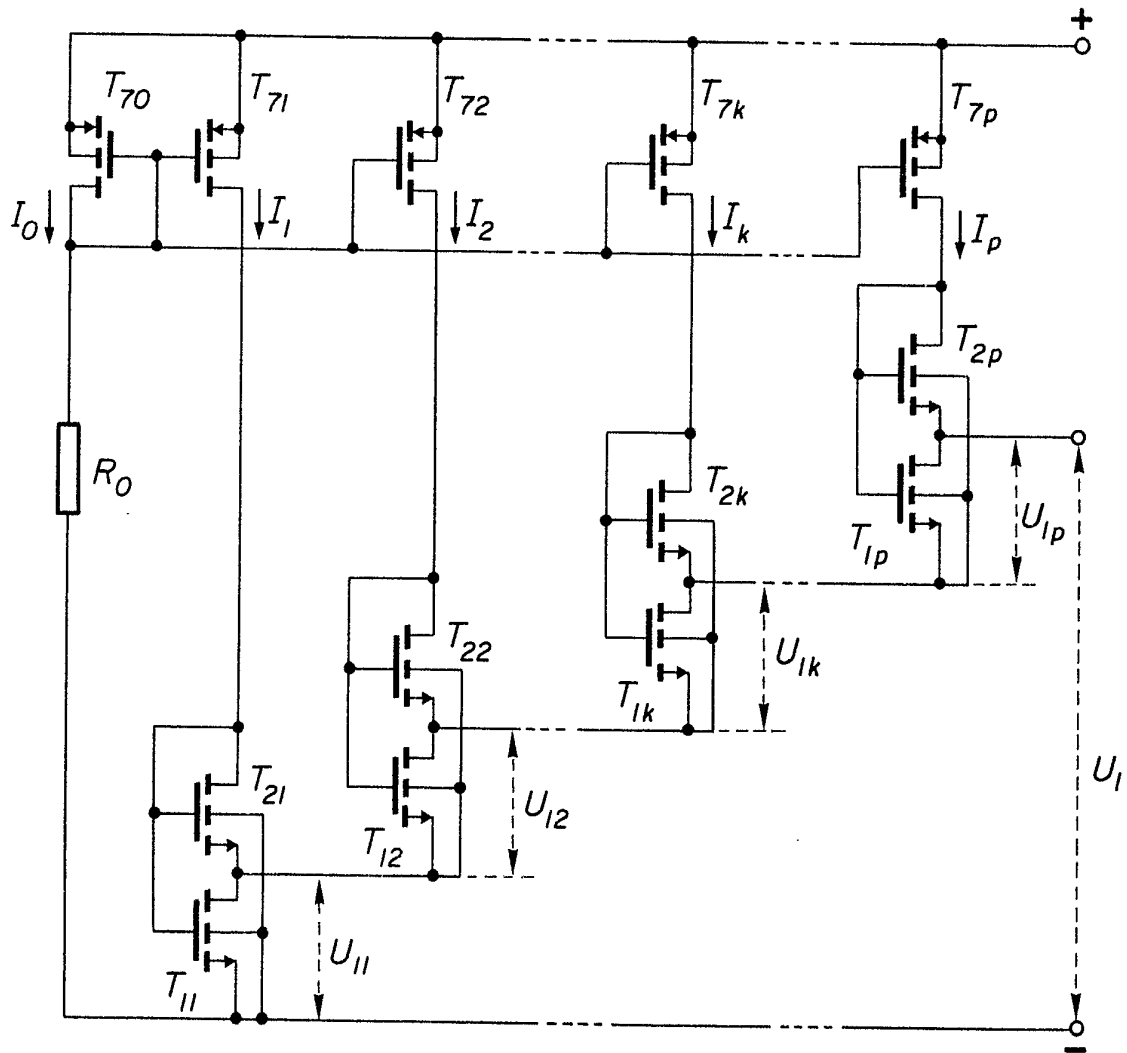 +
T70
T71
T72
T7k
T7p
I0
I1
I2
Ik
Ip
T2p
R0
T2k
T1p
U1p
T22
T1k
U1k
T21
T12
U12
U1
T11
U11
−